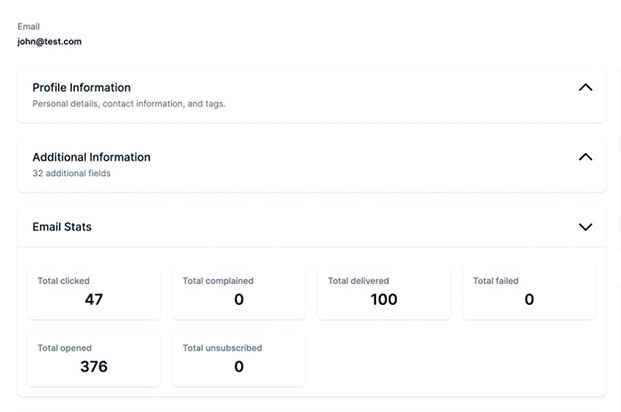 Email
john@test.com
Profile Information
Personal details, contact information, and tags.
Additional Information
32 additional fields
Email Stats
Total clicked
47
Total complained
0
Total delivered
100
Total failed
0
Total opened
376
Total unsubscribed
0